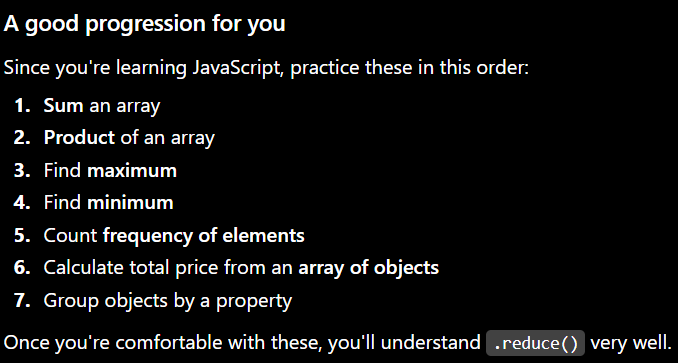 A good progression for you
Since you're learning JavaScript, practice these in this order:
1. Sum an array
2. Product of an array
3. Find maximum
4. Find minimum
5. Count frequency of elements
6. Calculate total price from an array of objects
7. Group objects by a property
Once you're comfortable with these, you'll understand .reduce() very well.